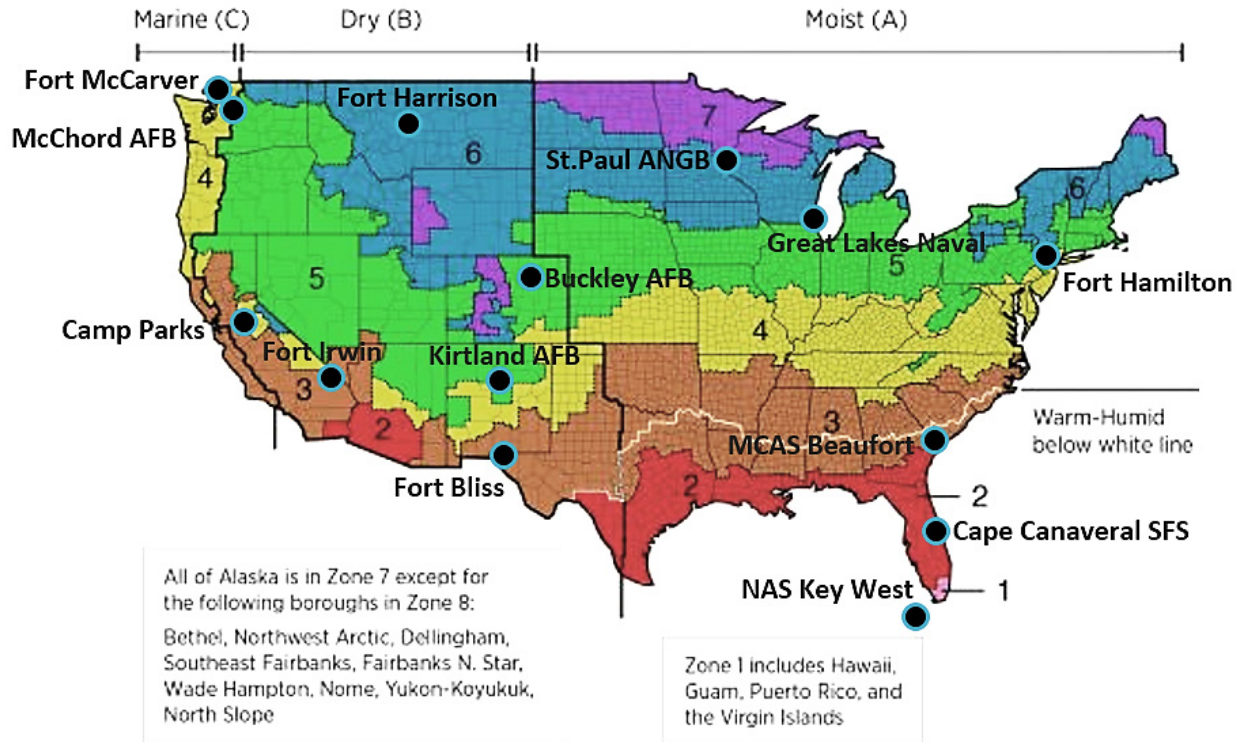 Marine (C)
Dry (B)
Moist (A)
Fort McCarver
Fort Harrison
McChord AFB
7
6
St.Paul ANGB
4
6
Great Lakes Naval
5
5
Buckley AFB
Fort Hamilton
Camp Parks
4
Fort Irwin
Kirtland AFB
3
3
2
Warm-Humid
below white line
MCAS Beaufort
Fort Bliss
2
2
Cape Canaveral SFS
NAS Key West
1
All of Alaska is in Zone 7 except for
the following boroughs in Zone 8:
Bethel, Northwest Arctic, Dellingham,
Southeast Fairbanks, Fairbanks N. Star,
Wade Hampton, Nome, Yukon-Koyukuk,
North Slope
Zone 1 includes Hawaii,
Guam, Puerto Rico, and
the Virgin Islands